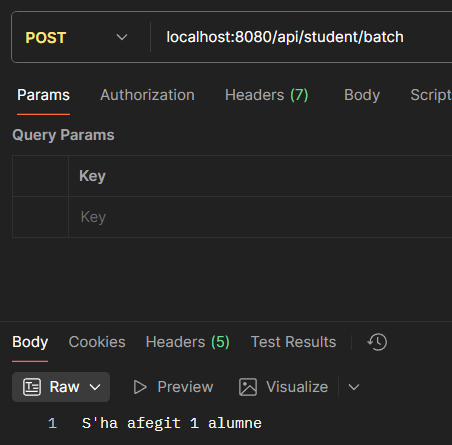 POST localhost:8080/api/student/batch
Params Authorization Headers (7) Body Script
Query Params
Key
Key
Body Cookies Headers (5) Test Results
Raw Preview Visualize
1 S'ha afegit 1 alumne